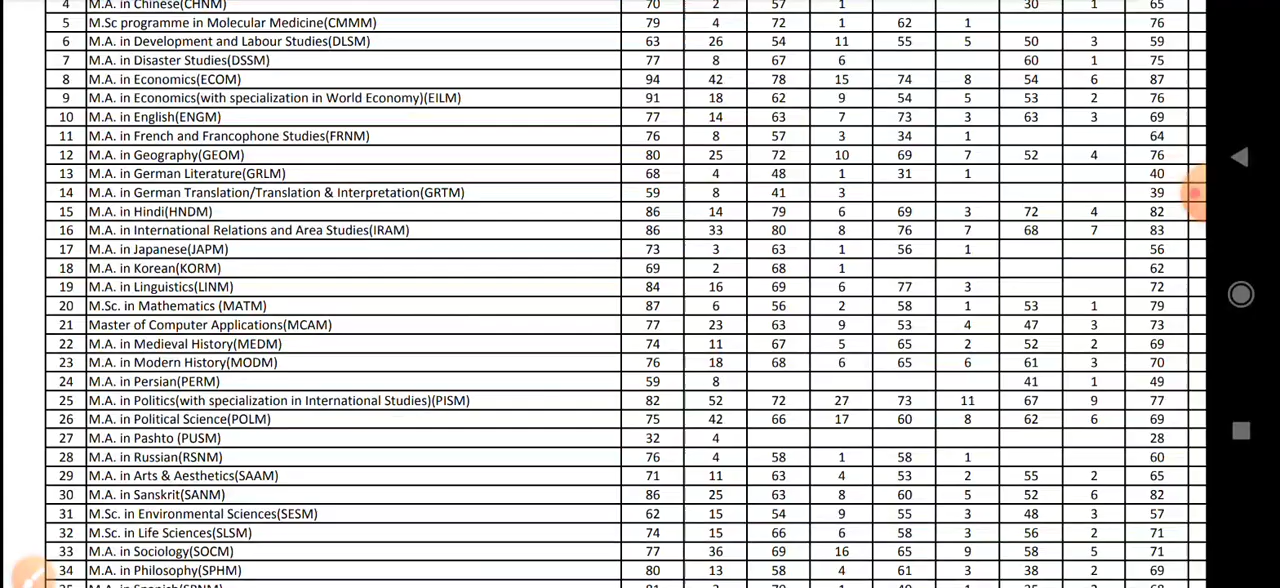 4 M.A. in Chinese(CHNM) 70 2 57 1 30 1 65
5 M.Sc programme in Molecular Medicine(CMMM) 79 4 72 1 62 1 76
6 M.A. in Development and Labour Studies(DLSM) 63 26 54 11 55 5 50 3 59
7 M.A. in Disaster Studies(DSSM) 77 8 67 6 60 1 75
8 M.A. in Economics(ECOM) 94 42 78 15 74 8 54 6 87
9 M.A. in Economics(with specialization in World Economy)(EILM) 91 18 62 9 54 5 53 2 76
10 M.A. in English(ENGM) 77 14 63 7 73 3 63 3 69
11 M.A. in French and Francophone Studies(FRNM) 76 8 57 3 34 1 64
12 M.A. in Geography(GEOM) 80 25 72 10 69 7 52 4 76
13 M.A. in German Literature(GRLM) 68 4 48 1 31 1 40
14 M.A. in German Translation/Translation & Interpretation(GRTM) 59 8 41 3 39
15 M.A. in Hindi(HNDM) 86 14 79 6 69 3 72 4 82
16 M.A. in International Relations and Area Studies(IRAM) 86 33 80 8 76 7 68 7 83
17 M.A. in Japanese(JAPM) 73 3 63 1 56 1 56
18 M.A. in Korean(KORM) 69 2 68 1 62
19 M.A. in Linguistics(LINM) 84 16 69 6 77 3 72
20 M.Sc. in Mathematics (MATM) 87 6 56 2 58 1 53 1 79
21 Master of Computer Applications(MCAM) 77 23 63 9 53 4 47 3 73
22 M.A. in Medieval History(MEDM) 74 11 67 5 65 2 52 2 69
23 M.A. in Modern History(MODM) 76 18 68 6 65 6 61 3 70
24 M.A. in Persian(PERM) 59 8 41 1 49
25 M.A. in Politics(with specialization in International Studies)(PISM) 82 52 72 27 73 11 67 9 77
26 M.A. in Political Science(POLM) 75 42 66 17 60 8 62 6 69
27 M.A. in Pashto (PUSM) 32 4 28
28 M.A. in Russian(RSNM) 76 4 58 1 58 1 60
29 M.A. in Arts & Aesthetics(SAAM) 71 11 63 4 53 2 55 2 65
30 M.A. in Sanskrit(SANM) 86 25 63 8 60 5 52 6 82
31 M.Sc. in Environmental Sciences(SESM) 62 15 54 9 55 3 48 3 57
32 M.Sc. in Life Sciences(SLSM) 74 15 66 6 58 3 56 2 71
33 M.A. in Sociology(SOCM) 77 36 69 16 65 9 58 5 71
34 M.A. in Philosophy(SPHM) 80 13 58 4 61 3 38 2 69